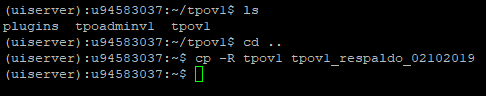 (uiserver):u94583037:~/tpov1$ ls
plugins  tpoadminv1  tpov1
(uiserver):u94583037:~/tpov1$ cd ..
(uiserver):u94583037:~$ cp -R tpov1 tpov1_respaldo_02102019
(uiserver):u94583037:~$